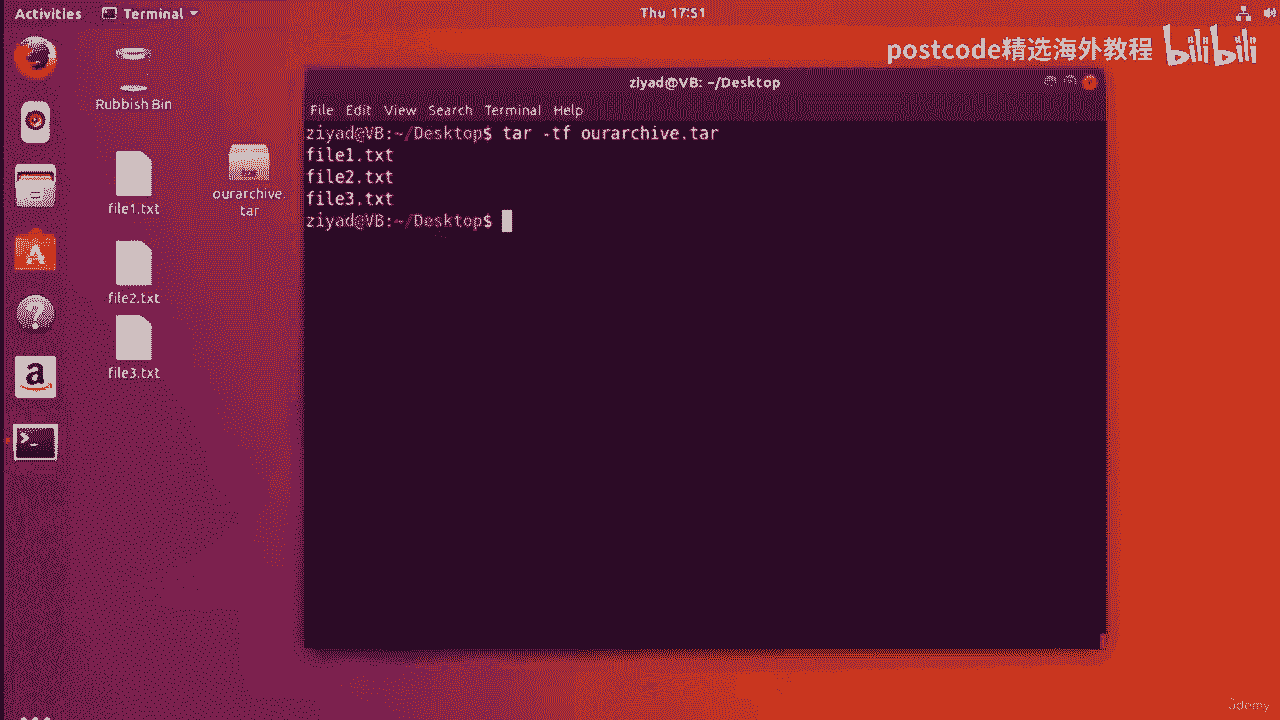 Activities
Terminal
Thu 17:51
postcode精选海外教程 bilibili
Rubbish Bin
file1.txt
ourarchive.
tar
file2.txt
file3.txt
ziyad@VB: ~/Desktop
File Edit View Search Terminal Help
ziyad@VB:~/Desktop$ tar -tf ourarchive.tar
file1.txt
file2.txt
file3.txt
ziyad@VB:~/Desktop$
a
>_
Udemy